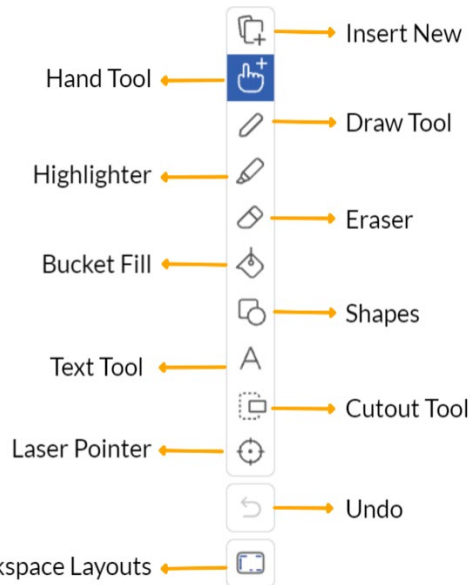 Insert New
Hand Tool
Draw Tool
Highlighter
Eraser
Bucket Fill
Shapes
Text Tool
Cutout Tool
Laser Pointer
Undo
Layouts